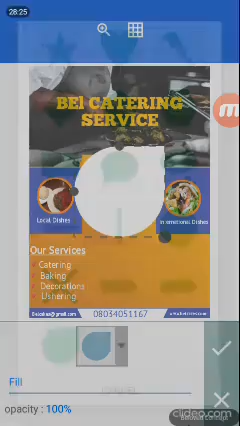 28:25
BEl CATERING
SERVICE
Local Dishes
International Dishes
Our Services
Catering
Baking
Decorations
Ushering
08034051167
Fill
opacity : 100%
clideo.com